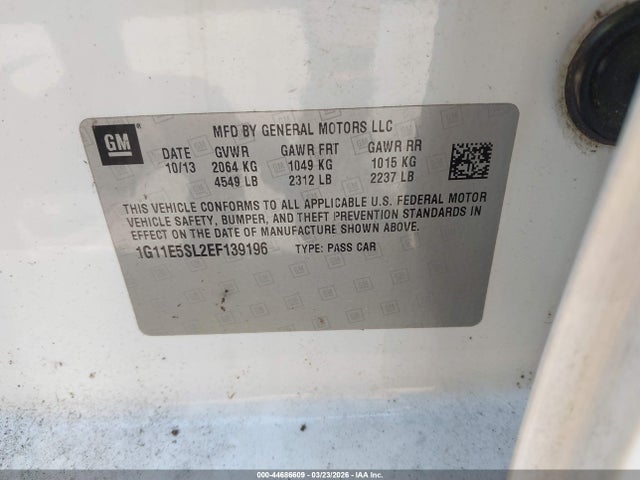 GM
MFD BY GENERAL MOTORS LLC
DATE GVWR GAWR FRT GAWR RR
10/13 2064 KG 1049 KG 1015 KG
4549 LB 2312 LB 2237 LB
THIS VEHICLE CONFORMS TO ALL APPLICABLE U.S. FEDERAL MOTOR
VEHICLE SAFETY, BUMPER, AND THEFT PREVENTION STANDARDS IN
EFFECT ON THE DATE OF MANUFACTURE SHOWN ABOVE.
1G11E5SL2EF139196 TYPE: PASS CAR
000-44686609 | 03/23/2026 | IAA Inc.